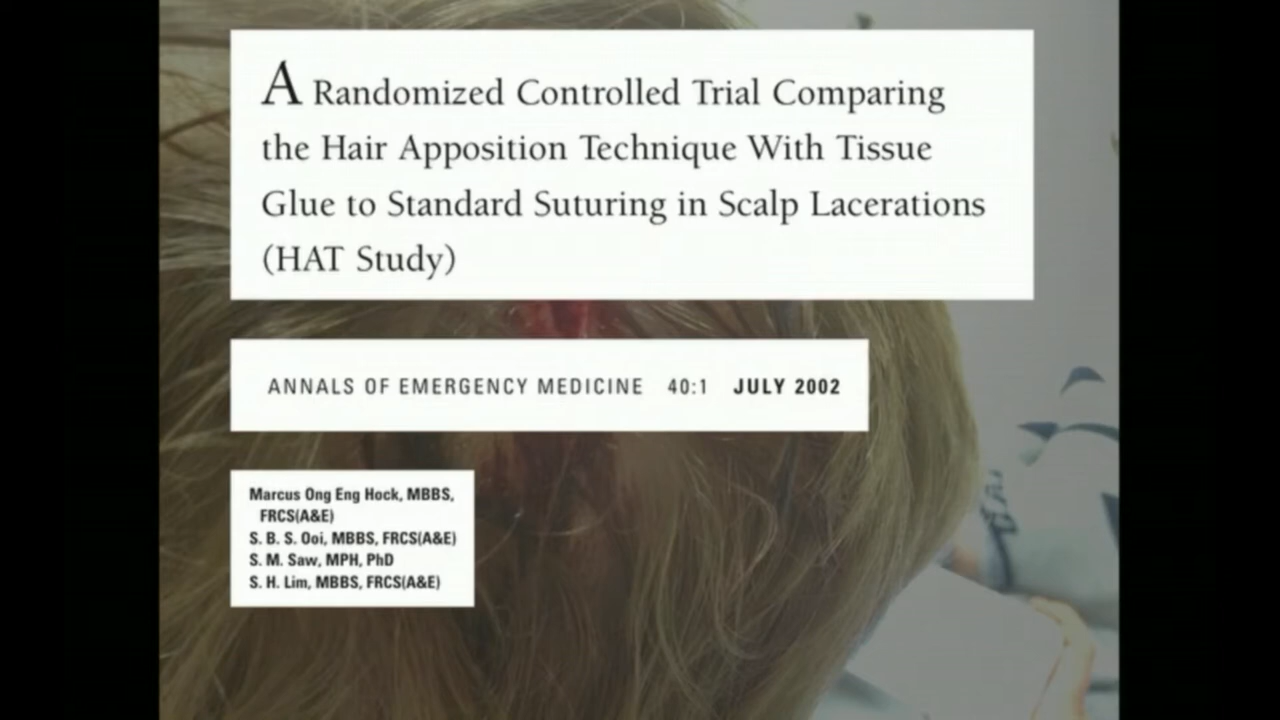 A Randomized Controlled Trial Comparing
the Hair Apposition Technique With Tissue
Glue to Standard Suturing in Scalp Lacerations
(HAT Study)
ANNALS OF EMERGENCY MEDICINE 40:1 JULY 2002
Marcus Ong Eng Hock, MBBS,
FRCS(A&E)
S. B. S. Ooi, MBBS, FRCS(A&E)
S. M. Saw, MPH, PhD
S. H. Lim, MBBS, FRCS(A&E)